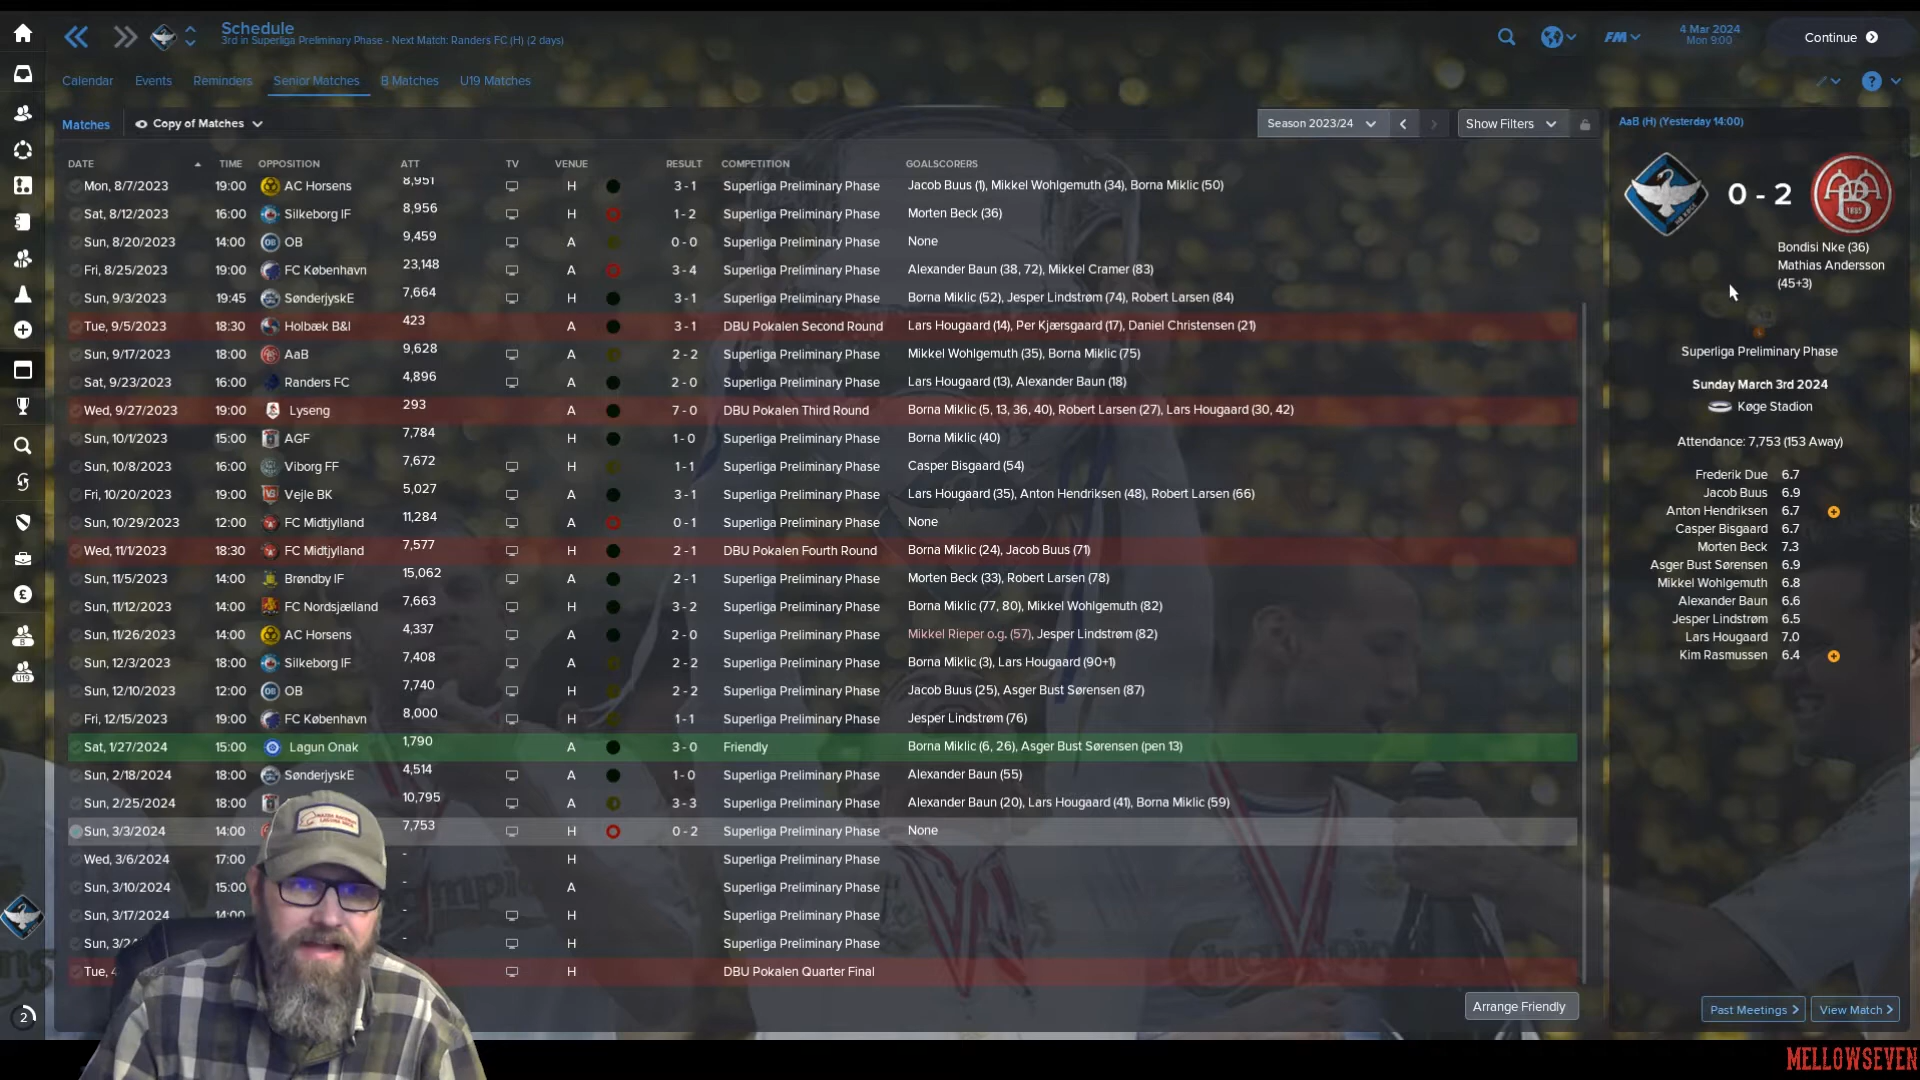 Schedule
3rd in Superliga Preliminary Phase - Next Match: Randers FC (H) (2 days)
FM
4 Mar 2024
Mon 9:00
Continue
Calendar Events Reminders Senior Matches B Matches U19 Matches
Matches Copy of Matches Season 2023/24 Show Filters
DATE TIME OPPOSITION ATT TV VENUE RESULT COMPETITION GOALSCORERS
Mon, 8/7/2023 19:00 AC Horsens 8,951 H 3 - 1 Superliga Preliminary Phase Jacob Buus (1), Mikkel Wohlgemuth (34), Borna Miklic (50)
Sat, 8/12/2023 16:00 Silkeborg IF 8,956 H 1 - 2 Superliga Preliminary Phase Morten Beck (36)
Sun, 8/20/2023 14:00 OB 9,459 A 0 - 0 Superliga Preliminary Phase None
Fri, 8/25/2023 19:00 FC København 23,148 A 3 - 4 Superliga Preliminary Phase Alexander Baun (38, 72), Mikkel Cramer (83)
Sun, 9/3/2023 19:45 SønderjyskE 7,664 H 3 - 1 Superliga Preliminary Phase Borna Miklic (52), Jesper Lindstrøm (74), Robert Larsen (84)
Tue, 9/5/2023 18:30 Holbæk B&I 423 A 3 - 1 DBU Pokalen Second Round Lars Hougaard (14), Per Kjærsgaard (17), Daniel Christensen (21)
Sun, 9/17/2023 18:00 AaB 9,628 A 2 - 2 Superliga Preliminary Phase Mikkel Wohlgemuth (35), Borna Miklic (75)
Sat, 9/23/2023 16:00 Randers FC 4,896 A 2 - 0 Superliga Preliminary Phase Lars Hougaard (13), Alexander Baun (18)
Wed, 9/27/2023 19:00 Lyseng 293 A 7 - 0 DBU Pokalen Third Round Borna Miklic (5, 13, 36, 40), Robert Larsen (27), Lars Hougaard (30, 42)
Sun, 10/1/2023 15:00 AGF 7,784 H 1 - 0 Superliga Preliminary Phase Borna Miklic (40)
Sun, 10/8/2023 16:00 Viborg FF 7,672 H 1 - 1 Superliga Preliminary Phase Casper Bisgaard (54)
Fri, 10/20/2023 19:00 Vejle BK 5,027 A 3 - 1 Superliga Preliminary Phase Lars Hougaard (35), Anton Hendriksen (48), Robert Larsen (66)
Sun, 10/29/2023 12:00 FC Midtjylland 11,284 A 0 - 1 Superliga Preliminary Phase None
Wed, 11/1/2023 18:30 FC Midtjylland 7,577 H 2 - 1 DBU Pokalen Fourth Round Borna Miklic (24), Jacob Buus (71)
Sun, 11/5/2023 14:00 Brøndby IF 15,062 A 2 - 1 Superliga Preliminary Phase Morten Beck (33), Robert Larsen (78)
Sun, 11/12/2023 14:00 FC Nordsjælland 7,663 H 3 - 2 Superliga Preliminary Phase Borna Miklic (77, 80), Mikkel Wohlgemuth (82)
Sun, 11/26/2023 14:00 AC Horsens 4,337 A 2 - 0 Superliga Preliminary Phase Mikkel Rieper o.g. (57), Jesper Lindstrøm (82)
Sun, 12/3/2023 18:00 Silkeborg IF 7,408 A 2 - 2 Superliga Preliminary Phase Borna Miklic (3), Lars Hougaard (90+1)
Sun, 12/10/2023 12:00 OB 7,740 H 2 - 2 Superliga Preliminary Phase Jacob Buus (25), Asger Bust Sørensen (87)
Fri, 12/15/2023 19:00 FC København 8,000 H 1 - 1 Superliga Preliminary Phase Jesper Lindstrøm (76)
Sat, 1/27/2024 15:00 Lagun Onak 1,790 A 3 - 0 Friendly Borna Miklic (6, 26), Asger Bust Sørensen (pen 13)
Sun, 2/18/2024 18:00 SønderjyskE 4,514 A 1 - 0 Superliga Preliminary Phase Alexander Baun (55)
Sun, 2/25/2024 18:00 10,795 A 3 - 3 Superliga Preliminary Phase Alexander Baun (20), Lars Hougaard (41), Borna Miklic (59)
Sun, 3/3/2024 14:00 7,753 H 0 - 2 Superliga Preliminary Phase None
Wed, 3/6/2024 17:00 - H Superliga Preliminary Phase
Sun, 3/10/2024 15:00 - A Superliga Preliminary Phase
Sun, 3/17/2024 14:00 - H Superliga Preliminary Phase
Sun, 3/24 - H Superliga Preliminary Phase
Tue, 4 H DBU Pokalen Quarter Final
Arrange Friendly
AaB (H) (Yesterday 14:00)
0 - 2
Bondisi Nke (36)
Mathias Andersson
(45+3)
Superliga Preliminary Phase
Sunday March 3rd 2024
Køge Stadion
Attendance: 7,753 (153 Away)
Frederik Due 6.7
Jacob Buus 6.9
Anton Hendriksen 6.7
Casper Bisgaard 6.7
Morten Beck 7.3
Asger Bust Sørensen 6.9
Mikkel Wohlgemuth 6.8
Alexander Baun 6.6
Jesper Lindstrøm 6.5
Lars Hougaard 7.0
Kim Rasmussen 6.4
Past Meetings View Match
2
MELLOWSEVEN